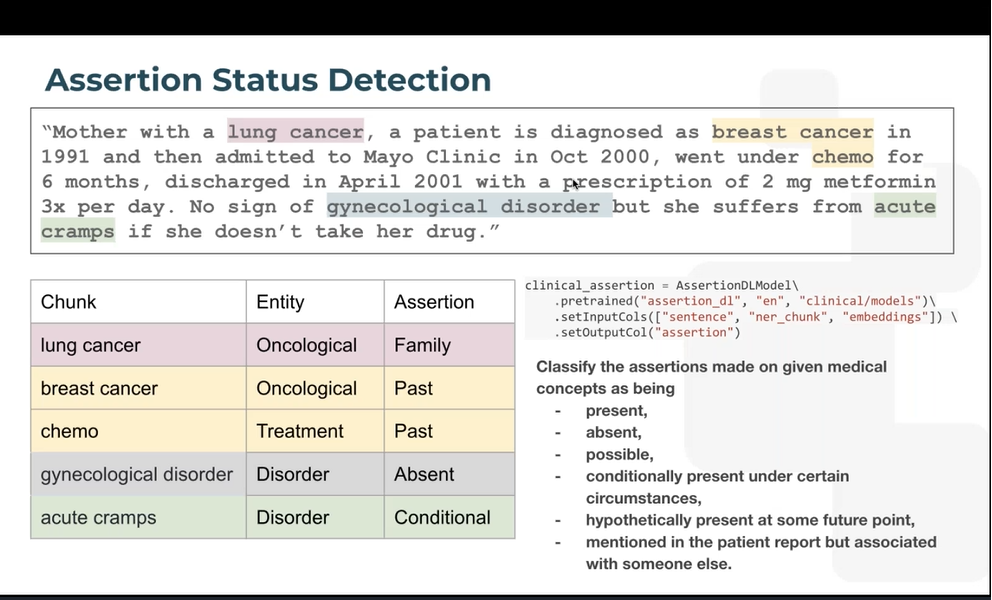 Assertion Status Detection
“Mother with a lung cancer, a patient is diagnosed as breast cancer in
1991 and then admitted to Mayo Clinic in Oct 2000, went under chemo for
6 months, discharged in April 2001 with a prescription of 2 mg metformin
3x per day. No sign of gynecological disorder but she suffers from acute
cramps if she doesn’t take her drug.”
Chunk Entity Assertion
lung cancer Oncological Family
breast cancer Oncological Past
chemo Treatment Past
gynecological disorder Disorder Absent
acute cramps Disorder Conditional
clinical_assertion = AssertionDLModel\
.pretrained("assertion_dl", "en", "clinical/models")\
.setInputCols(["sentence", "ner_chunk", "embeddings"]) \
.setOutputCol("assertion")
Classify the assertions made on given medical
concepts as being
- present,
- absent,
- possible,
- conditionally present under certain
circumstances,
- hypothetically present at some future point,
- mentioned in the patient report but associated
with someone else.